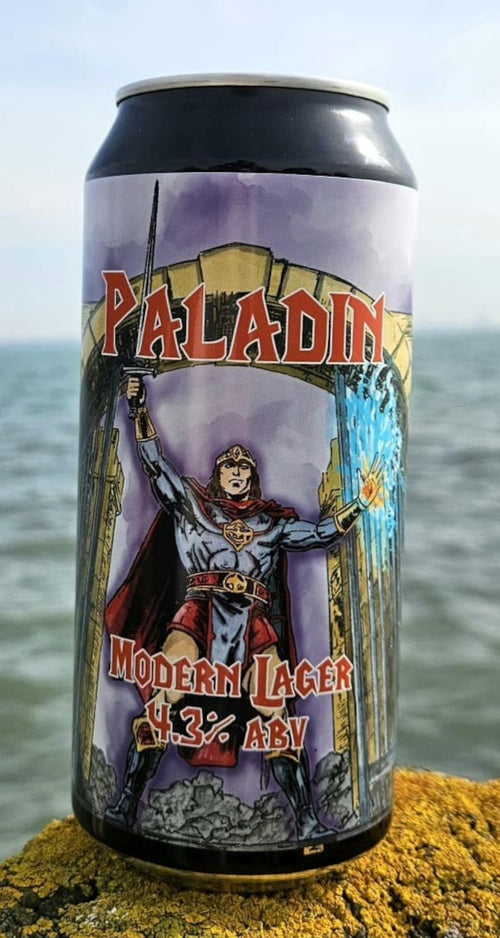 PALADIN
MODERN LAGER
4.3% ABV